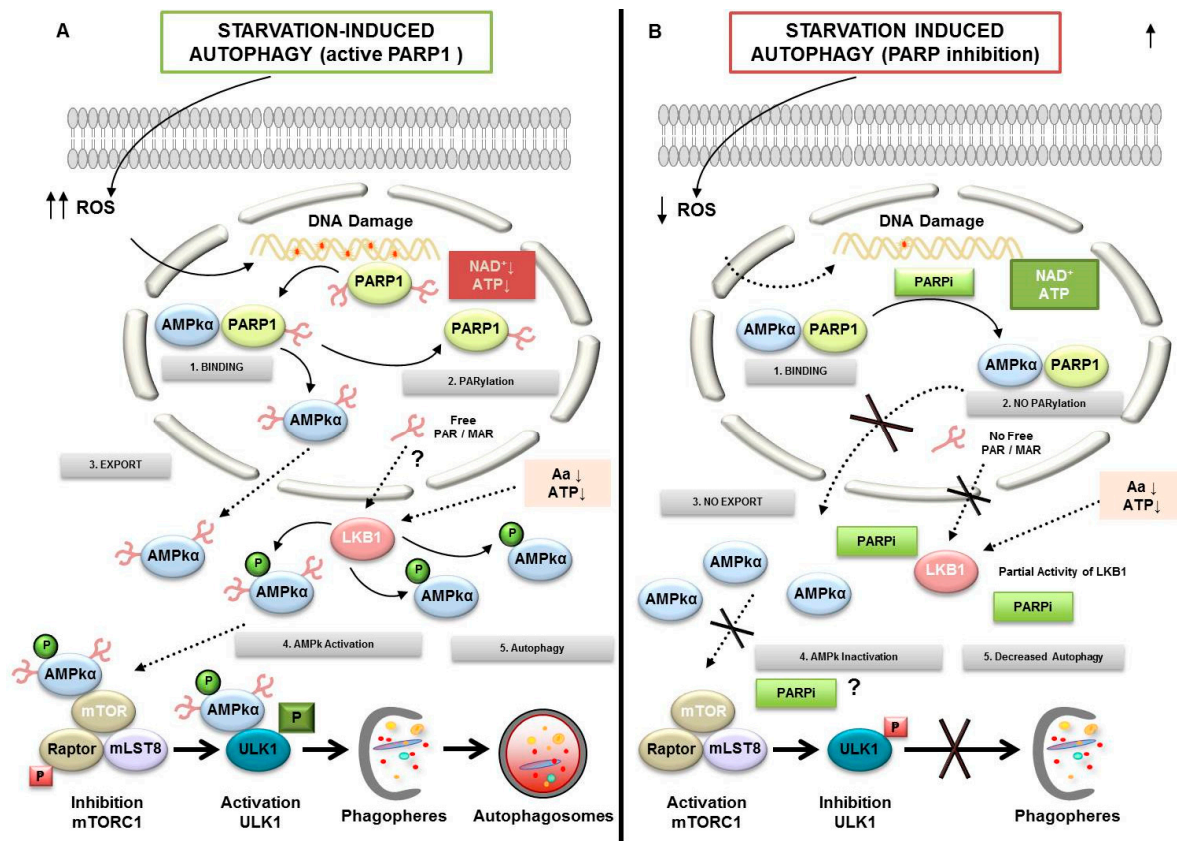 A
STARVATION-INDUCED
AUTOPHAGY (active PARP1 )
↑↑ ROS
DNA Damage
PARP1
NAD⁺↓
ATP↓
AMPkα
PARP1
PARP1
1. BINDING
2. PARylation
AMPkα
Free
PAR / MAR
?
3. EXPORT
Aa ↓
ATP↓
AMPkα
LKB1
P
AMPkα
P
AMPkα
P
AMPkα
4. AMPk Activation
5. Autophagy
P
AMPkα
mTOR
Raptor
mLST8
P
P
AMPkα
P
ULK1
Inhibition
mTORC1
Activation
ULK1
Phagopheres
Autophagosomes
B
STARVATION INDUCED
AUTOPHAGY (PARP inhibition)
↑
↓ ROS
DNA Damage
PARPi
NAD⁺
ATP
AMPkα
PARP1
1. BINDING
AMPkα
PARP1
2. NO PARylation
No Free
PAR / MAR
3. NO EXPORT
Aa ↓
ATP↓
PARPi
LKB1
Partial Activity of LKB1
PARPi
AMPkα
AMPkα
AMPkα
4. AMPk Inactivation
5. Decreased Autophagy
PARPi
?
mTOR
Raptor
mLST8
P
ULK1
Activation
mTORC1
Inhibition
ULK1
Phagopheres